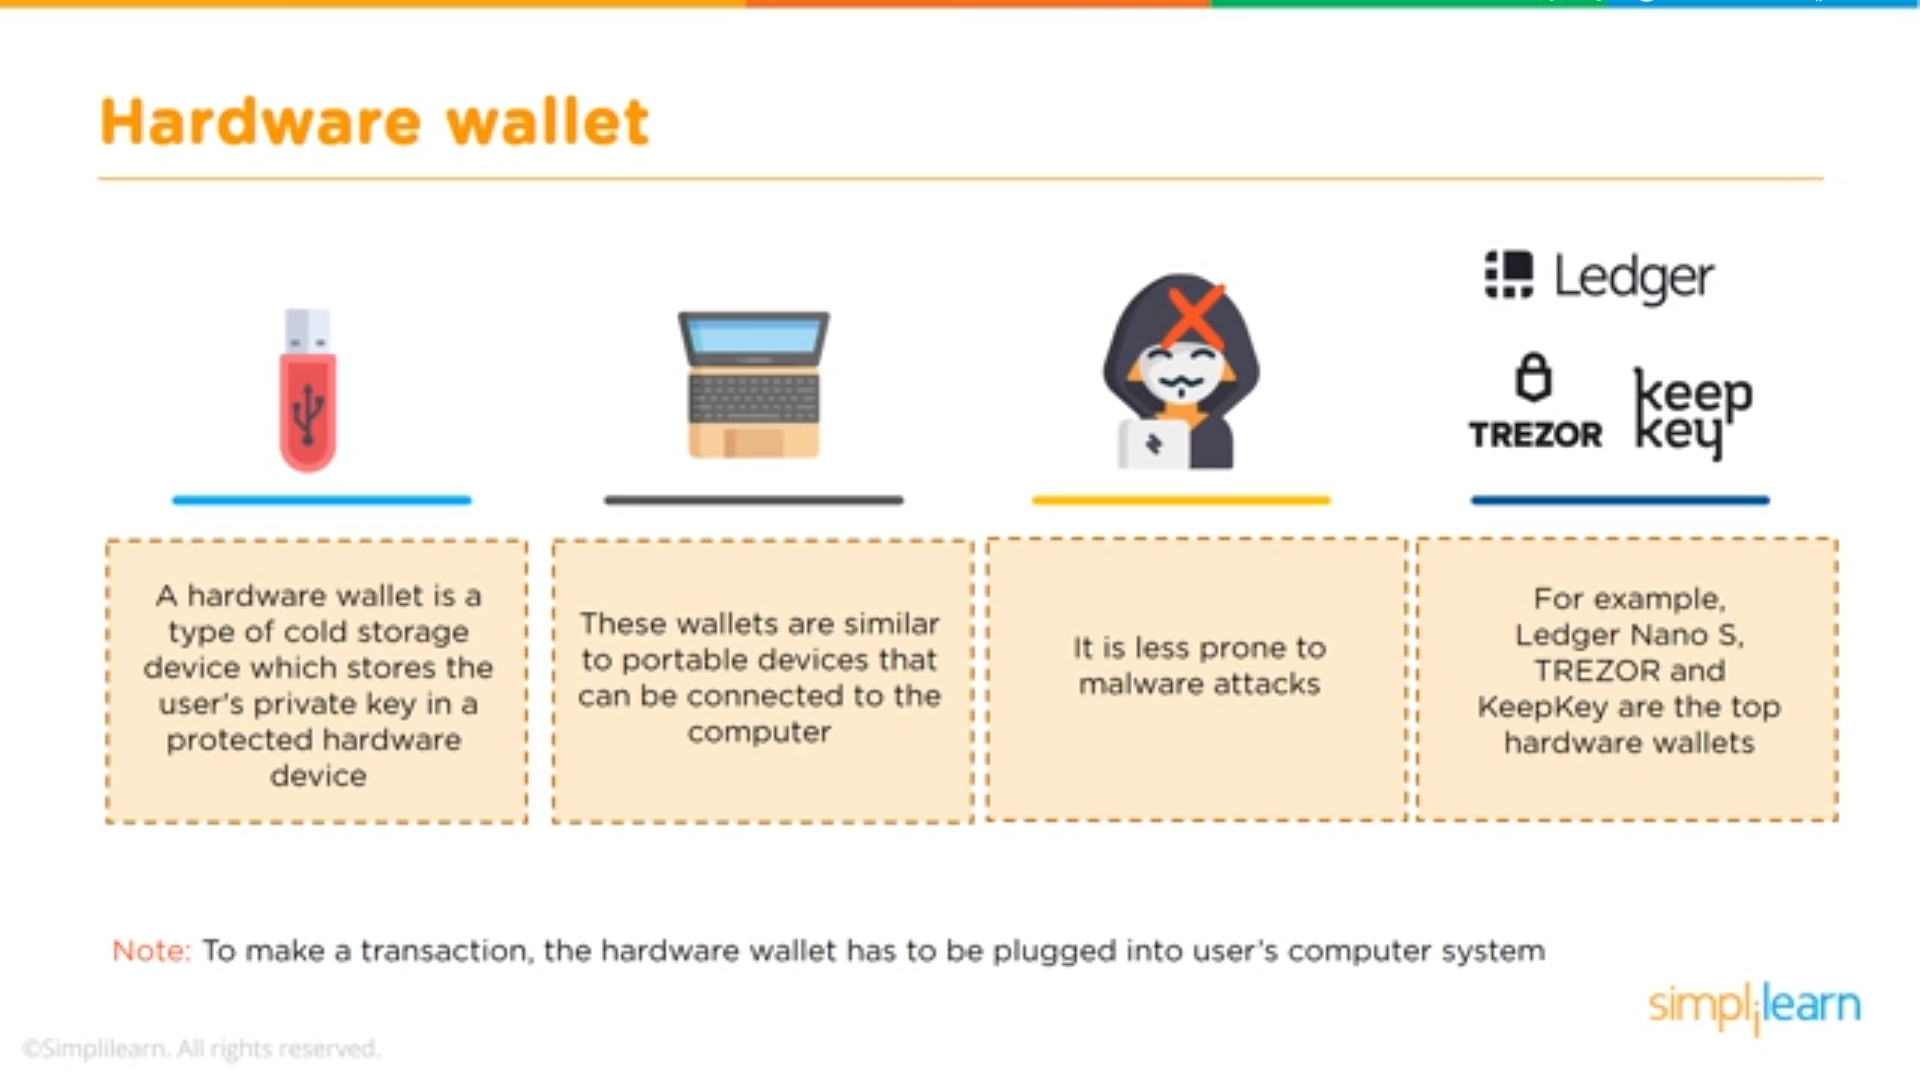 Hardware wallet
Ledger
TREZOR
keep
key
A hardware wallet is a
type of cold storage
device which stores the
user's private key in a
protected hardware
device
These wallets are similar
to portable devices that
can be connected to the
computer
It is less prone to
malware attacks
For example,
Ledger Nano S,
TREZOR and
KeepKey are the top
hardware wallets
Note: To make a transaction, the hardware wallet has to be plugged into user's computer system
simplilearn
©Simplilearn. All rights reserved.